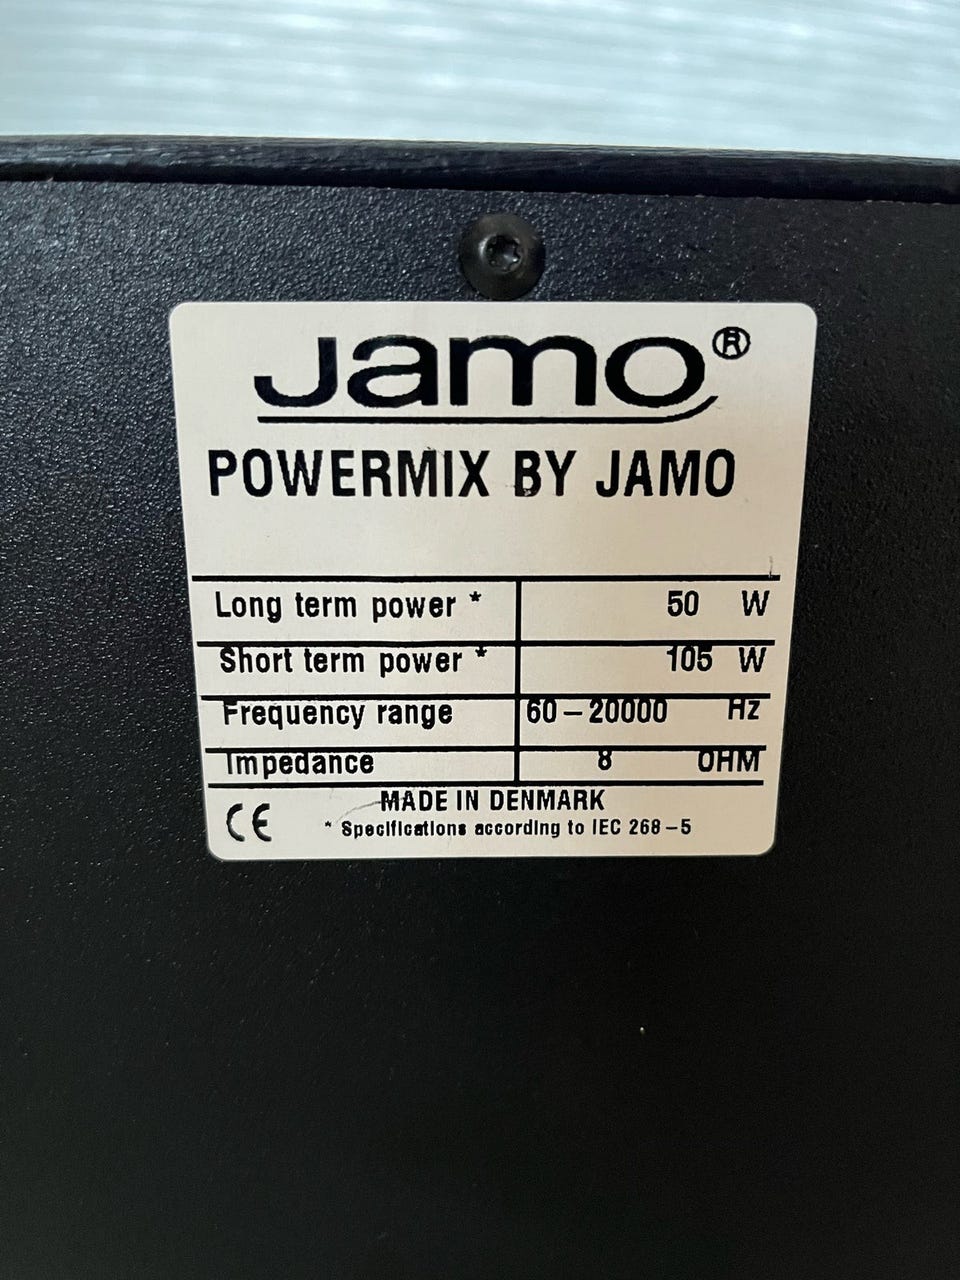 Jamo®
POWERMIX BY JAMO
Long term power * 50 W
Short term power * 105 W
Frequency range 60-20000 Hz
Impedance 8 OHM
CE MADE IN DENMARK
* Specifications according to IEC 268-5